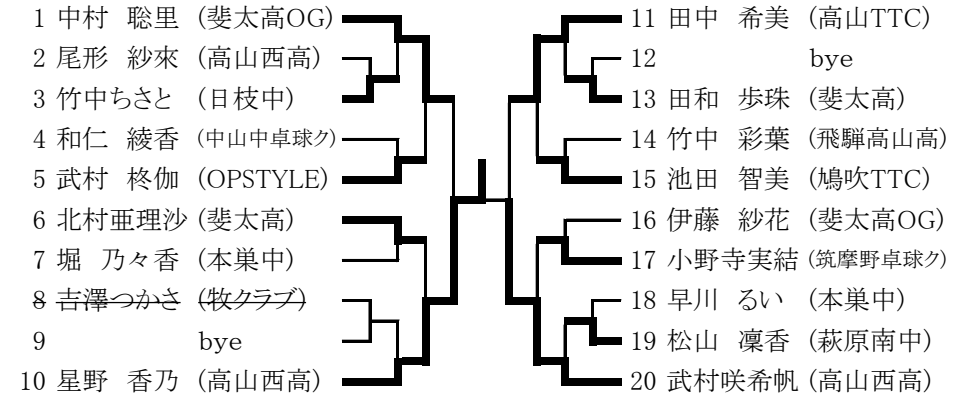 1 中村 聡里 (斐太高OG)
2 尾形 紗來 (高山西高)
3 竹中ちさと (日枝中)
4 和仁 綾香 (中山中卓球ク)
5 武村 柊伽 (OPSTYLE)
6 北村亜理沙 (斐太高)
7 堀 乃々香 (本巣中)
8 吉澤つかさ (牧クラブ)
9 bye
10 星野 香乃 (高山西高)
11 田中 希美 (高山TTC)
12 bye
13 田和 歩珠 (斐太高)
14 竹中 彩葉 (飛騨高山高)
15 池田 智美 (鳩吹TTC)
16 伊藤 紗花 (斐太高OG)
17 小野寺実結 (筑摩野卓球ク)
18 早川 るい (本巣中)
19 松山 凜香 (萩原南中)
20 武村咲希帆 (高山西高)